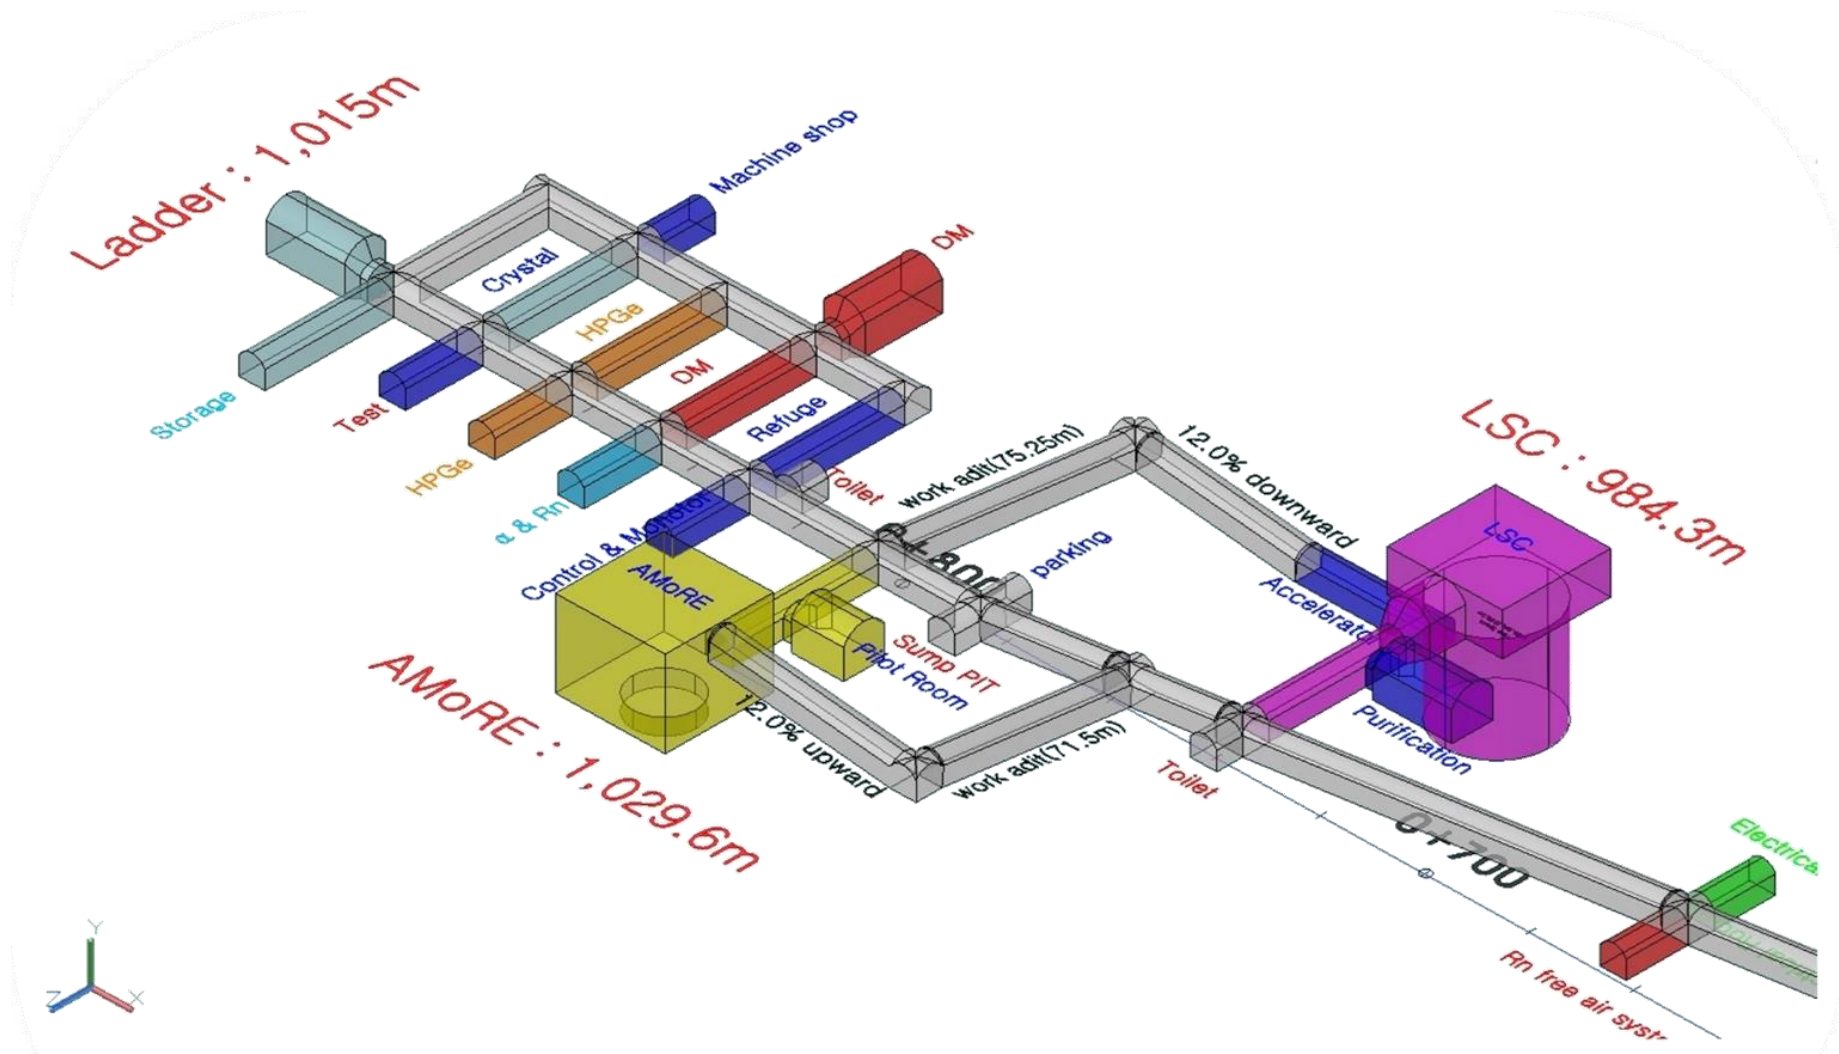 Ladder : 1,015m
Machine shop
DM
Crystal
HPGe
DM
Refuge
Storage
Test
HPGe
α & Rn
Control & Monotor
Toilet
work adit(75.25m)
12.0% downward
LSC : 984.3m
LSC
parking
Accelerator
AMoRE
Sump PIT
Pilot Room
Purification
AMoRE : 1,029.6m
12.0% upward
work adit(71.5m)
Toilet
0+700
Electrica
Rn free air syst
Y
Z
X